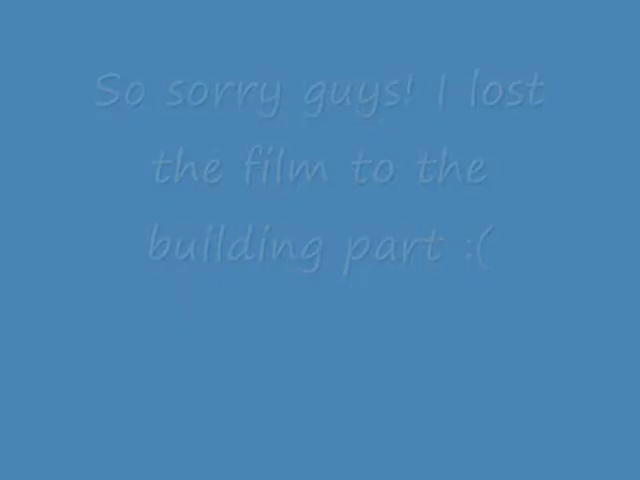 So sorry guys! I lost
the film to the
building part :(